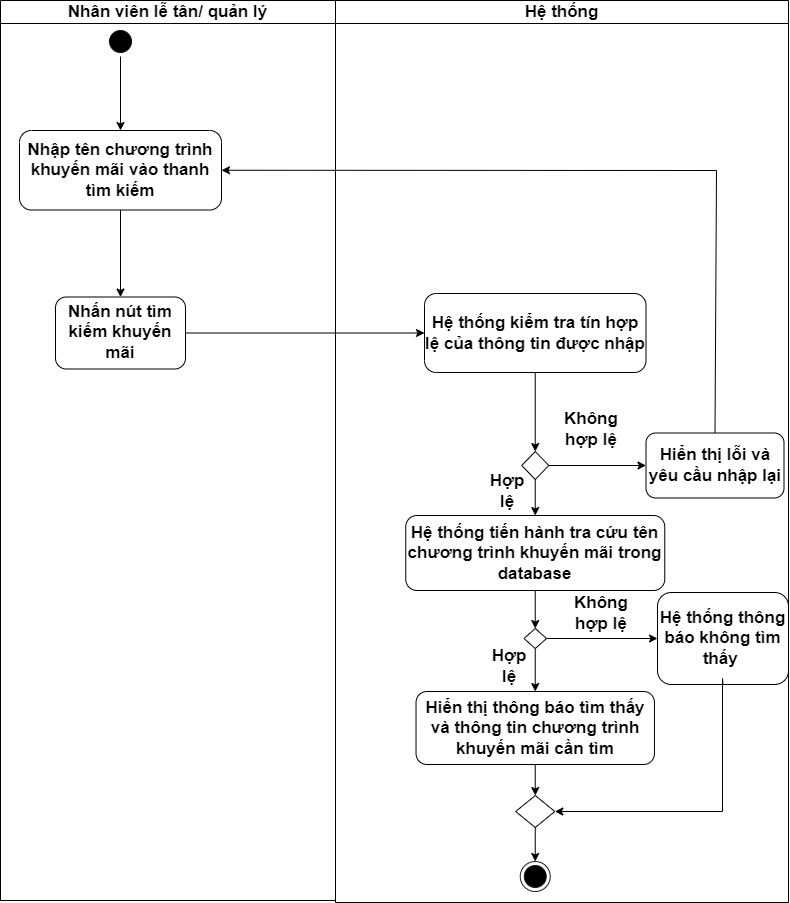 Nhân viên lễ tân/ quản lý
Hệ thống
Nhập tên chương trình
khuyến mãi vào thanh
tìm kiếm
Nhấn nút tìm
kiếm khuyến
mãi
Hệ thống kiểm tra tín hợp
lệ của thông tin được nhập
Không
hợp lệ
Hiển thị lỗi và
yêu cầu nhập lại
Hợp
lệ
Hệ thống tiến hành tra cứu tên
chương trình khuyến mãi trong
database
Không
hợp lệ
Hệ thống thông
báo không tìm
thấy
Hợp
lệ
Hiển thị thông báo tìm thấy
và thông tin chương trình
khuyến mãi cần tìm